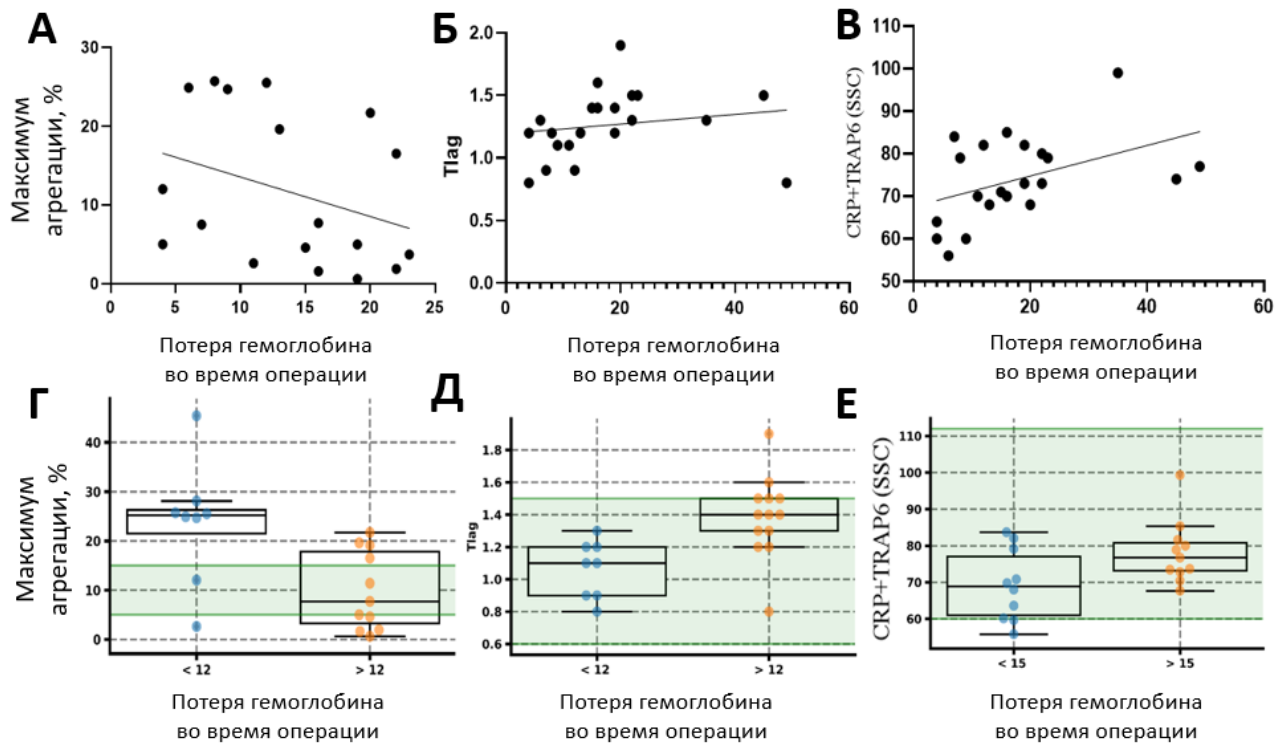 А
Максимум
агрегации, %
30
20
10
0
0
5
10
15
20
25
Потеря гемоглобина
во время операции
Б
Tlag
2.0
1.5
1.0
0.5
0.0
0
20
40
60
Потеря гемоглобина
во время операции
В
CRP+TRAP6 (SSC)
110
100
90
80
70
60
50
0
10
20
30
40
50
60
Потеря гемоглобина
во время операции
Г
Максимум
агрегации, %
40
30
20
10
0
< 12
> 12
Потеря гемоглобина
во время операции
Д
Tlag
1.8
1.6
1.4
1.2
1.0
0.8
0.6
< 12
> 12
Потеря гемоглобина
во время операции
Е
CRP+TRAP6 (SSC)
110
100
90
80
70
60
< 15
> 15
Потеря гемоглобина
во время операции